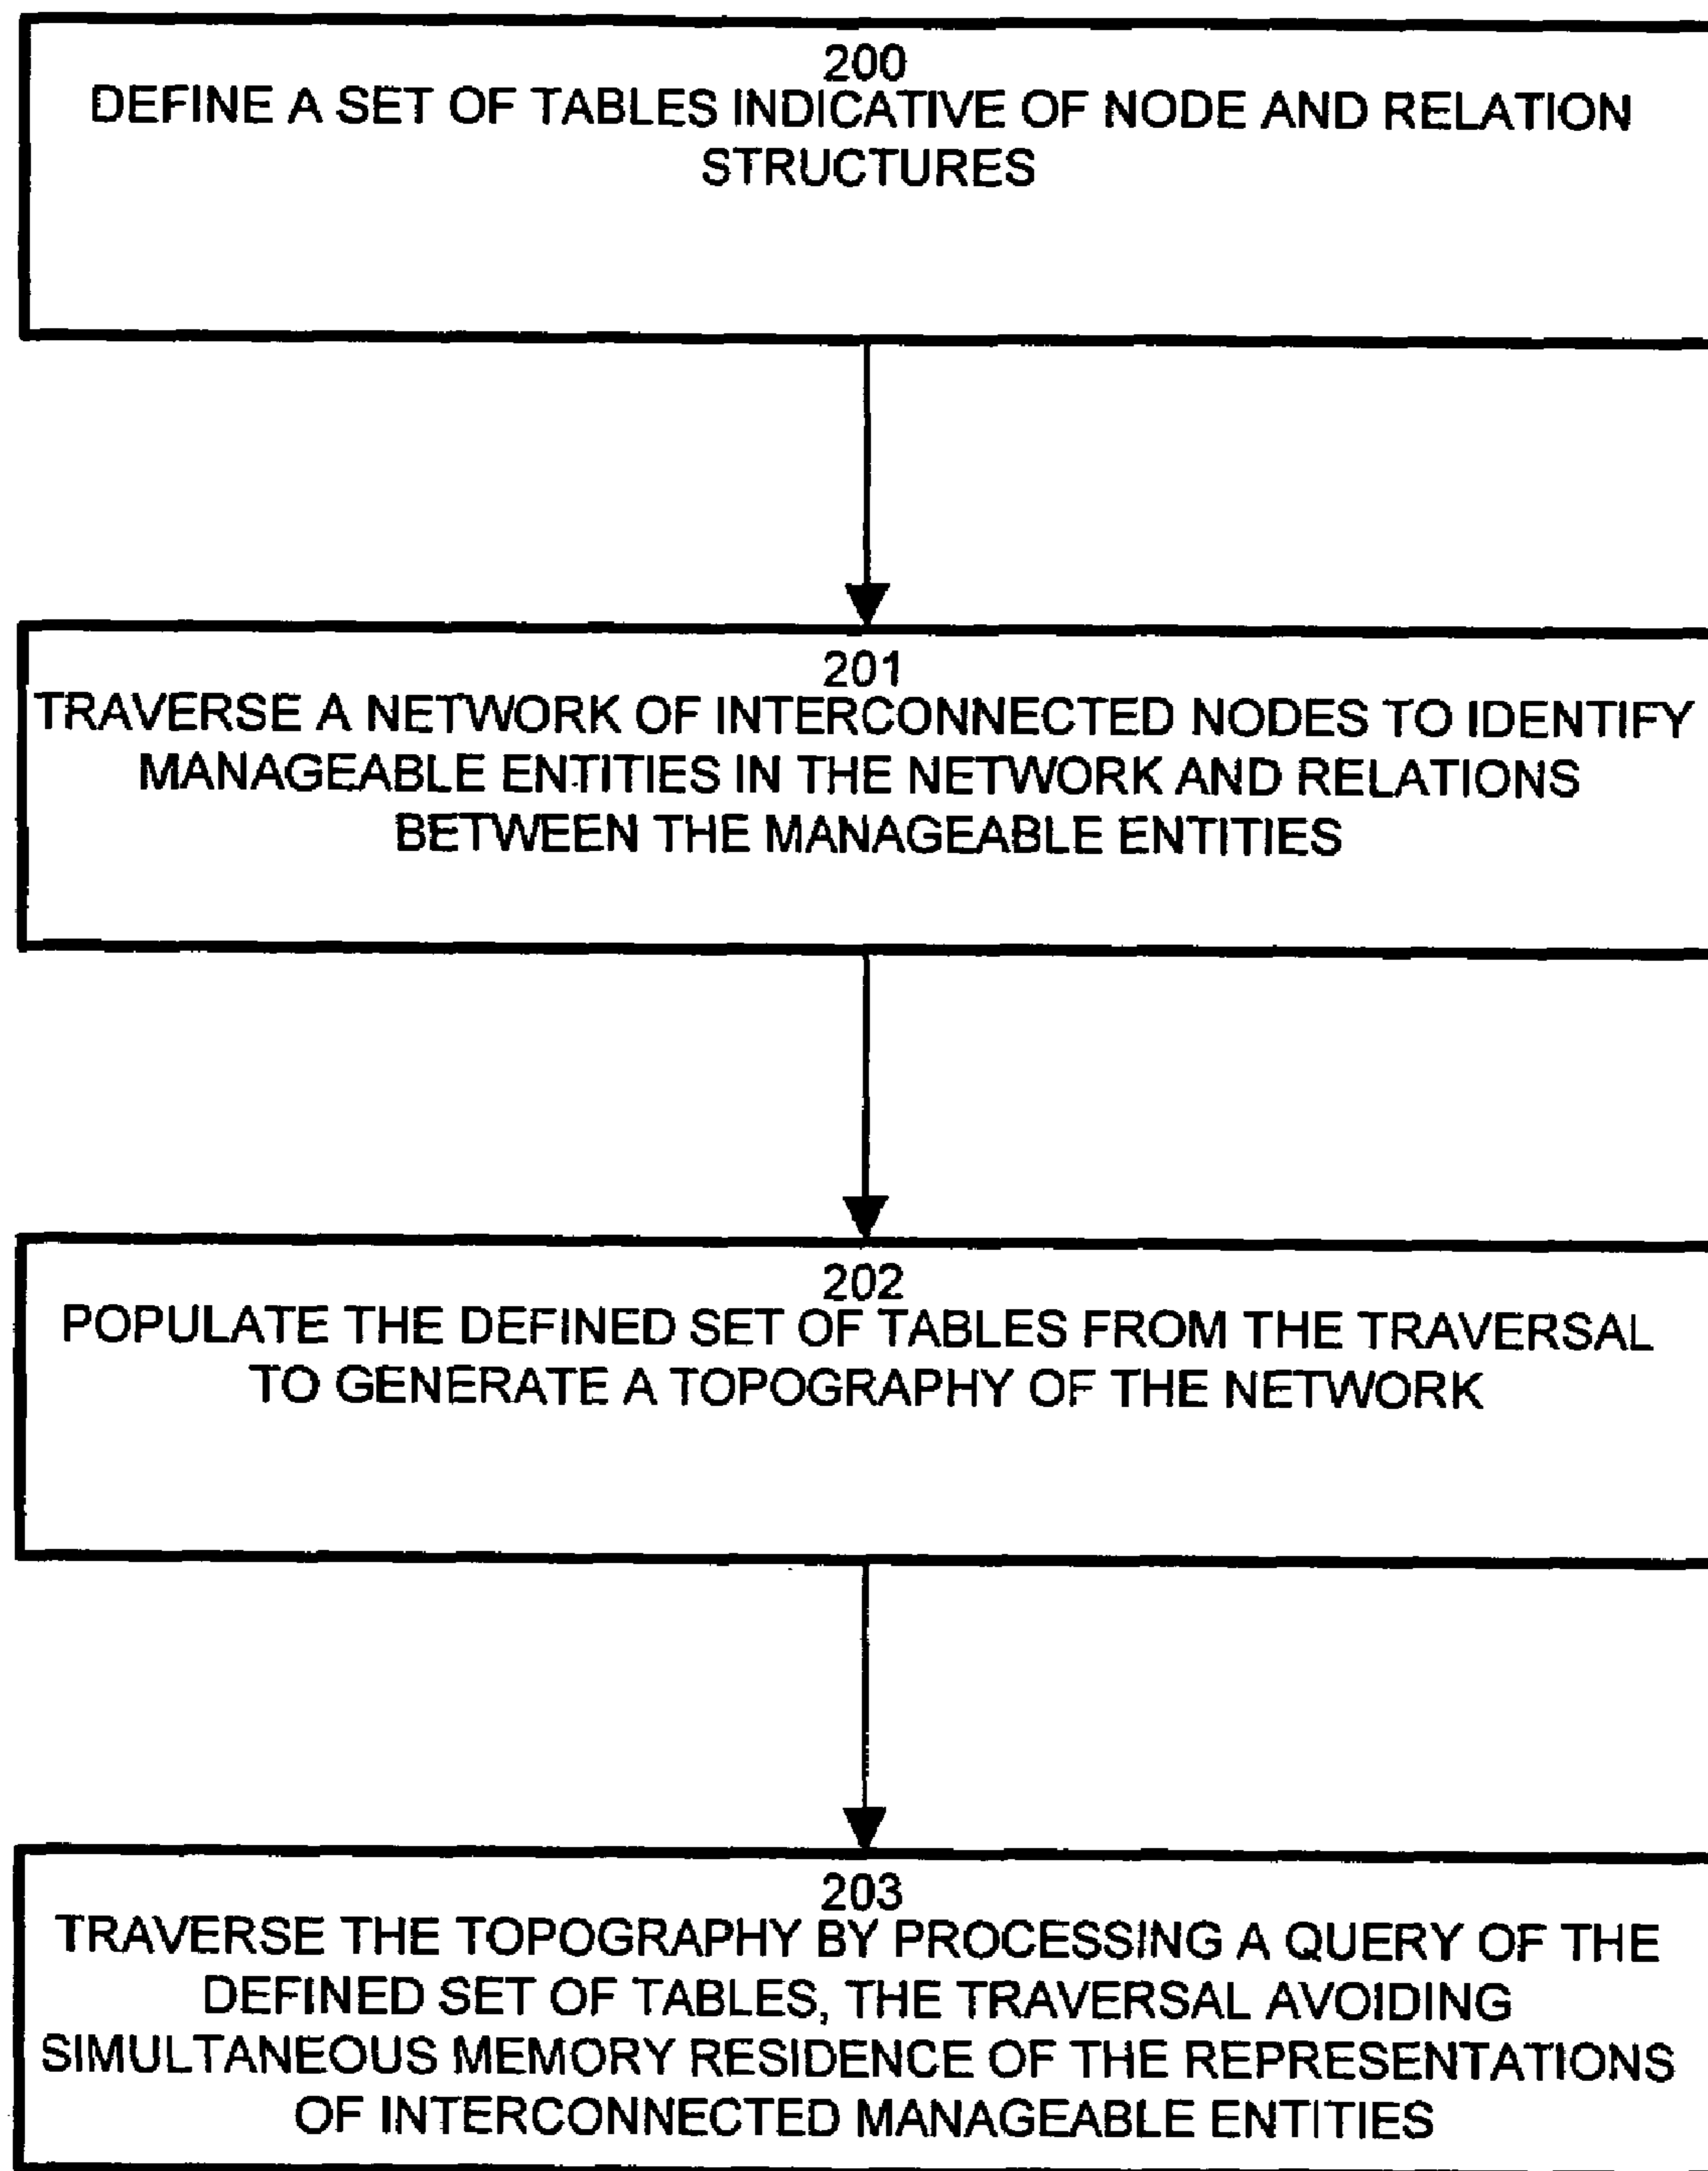 200
DEFINE A SET OF TABLES INDICATIVE OF NODE AND RELATION
STRUCTURES
201
TRAVERSE A NETWORK OF INTERCONNECTED NODES TO IDENTIFY
MANAGEABLE ENTITIES IN THE NETWORK AND RELATIONS
BETWEEN THE MANAGEABLE ENTITIES
202
POPULATE THE DEFINED SET OF TABLES FROM THE TRAVERSAL
TO GENERATE A TOPOGRAPHY OF THE NETWORK
203
TRAVERSE THE TOPOGRAPHY BY PROCESSING A QUERY OF THE
DEFINED SET OF TABLES, THE TRAVERSAL AVOIDING
SIMULTANEOUS MEMORY RESIDENCE OF THE REPRESENTATIONS
OF INTERCONNECTED MANAGEABLE ENTITIES